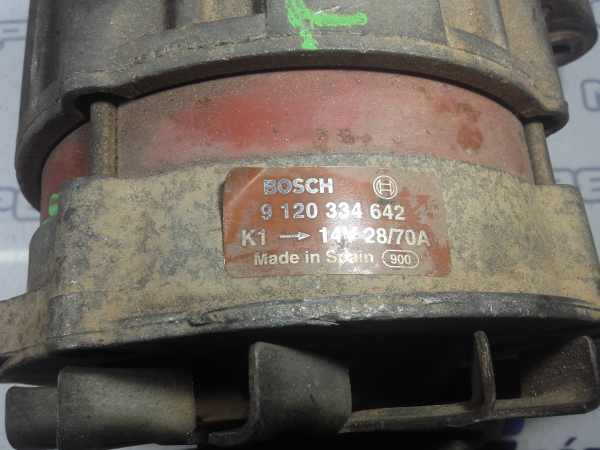 BOSCH
9 120 334 642
K1 → 14V 28/70A
Made in Spain 900